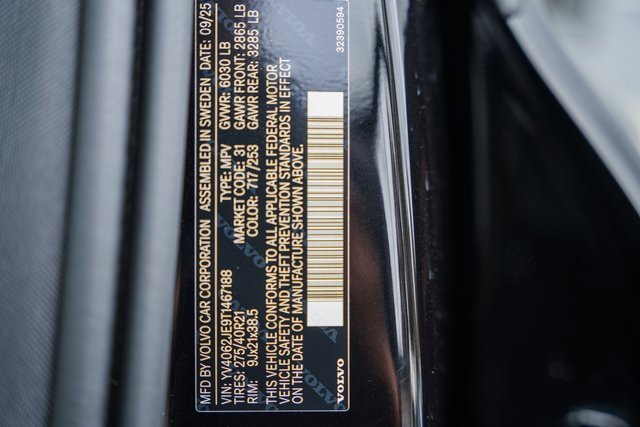 MFD BY VOLVO CAR CORPORATION ASSEMBLED IN SWEDEN DATE: 09/25
VIN: YV4062JE9T1467188 TYPE: MPV GVWR: 6030 LB
TIRES: 275/40R21 MARKET CODE: 31 GAWR FRONT: 2865 LB
RIM: 9Jx21x38.5 COLOR: 717/253 GAWR REAR: 3285 LB
THIS VEHICLE CONFORMS TO ALL APPLICABLE FEDERAL MOTOR
VEHICLE SAFETY AND THEFT PREVENTION STANDARDS IN EFFECT
ON THE DATE OF MANUFACTURE SHOWN ABOVE.
VOLVO 32390594